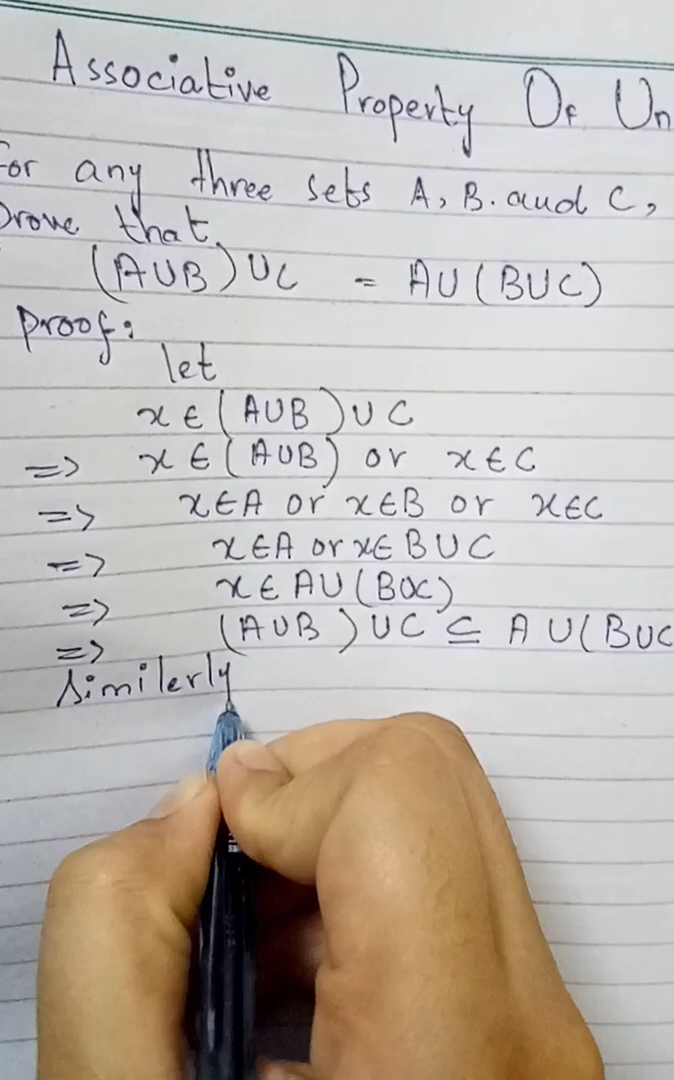 Associative Property Of Un
For any three sets A, B. and C,
Prove that
(AUB)UC = AU(BUC)
Proof:
let
x ∈ (AUB)UC
=> x ∈ (AUB) or x∈C
=> x∈A or x∈B or x∈C
=> x∈A or x∈ BUC
=> x∈ AU(BUC)
=> (AUB)UC ⊆ AU(BUC
Similerly